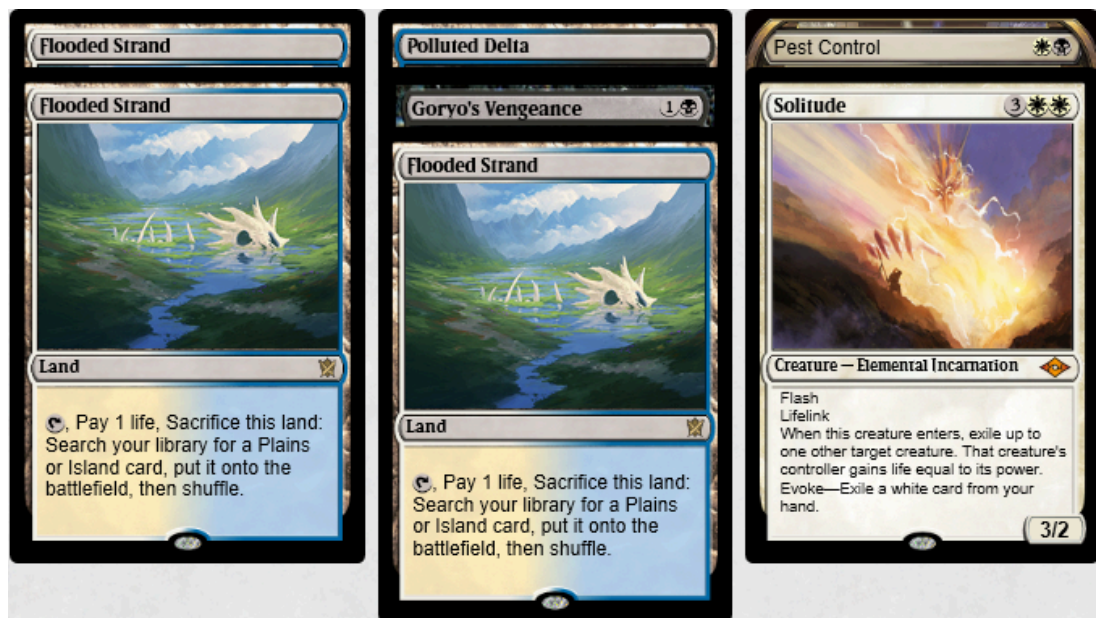 Flooded Strand
Flooded Strand
Land
, Pay 1 life, Sacrifice this land:
Search your library for a Plains
or Island card, put it onto the
battlefield, then shuffle.
Polluted Delta
Goryo's Vengeance 1
Flooded Strand
Land
, Pay 1 life, Sacrifice this land:
Search your library for a Plains
or Island card, put it onto the
battlefield, then shuffle.
Pest Control
Solitude 3
Creature — Elemental Incarnation
Flash
Lifelink
When this creature enters, exile up to
one other target creature. That creature's
controller gains life equal to its power.
Evoke—Exile a white card from your
hand.
3/2